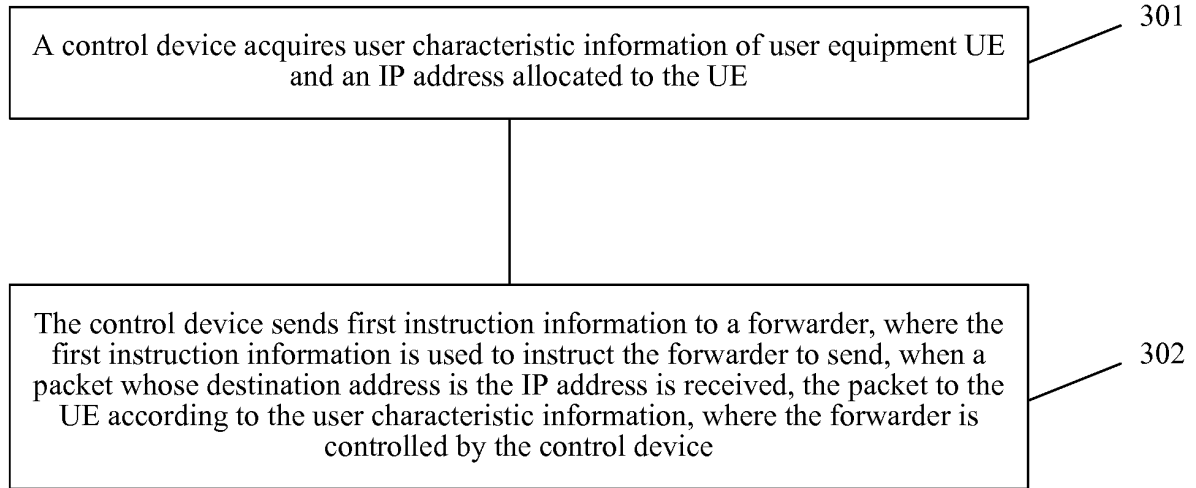 301
A control device acquires user characteristic information of user equipment UE
and an IP address allocated to the UE
The control device sends first instruction information to a forwarder, where the
first instruction information is used to instruct the forwarder to send, when a
packet whose destination address is the IP address is received, the packet to the
UE according to the user characteristic information, where the forwarder is
controlled by the control device
302